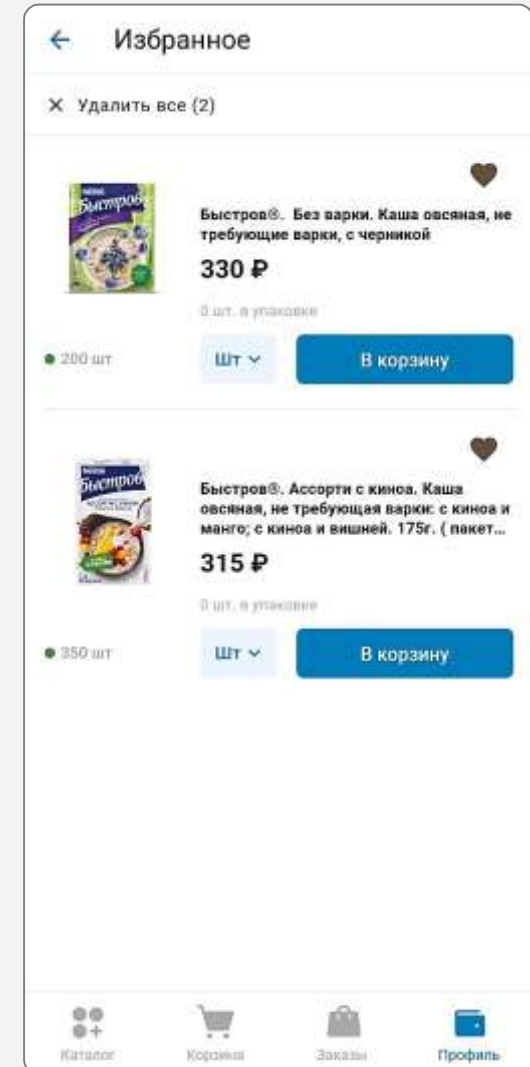 Избранное
Удалить все (2)
Быстров®. Без варки. Каша овсяная, не
требующие варки, с черникой
330 ₽
0 шт. в упаковке
200 шт
Шт
В корзину
Быстров®. Ассорти с киноа. Каша
овсяная, не требующая варки: с киноа и
манго; с киноа и вишней. 175г. ( пакет...
315 ₽
0 шт. в упаковке
350 шт
Шт
В корзину
Каталог
Корзина
Заказы
Профиль
Быстров
Быстров